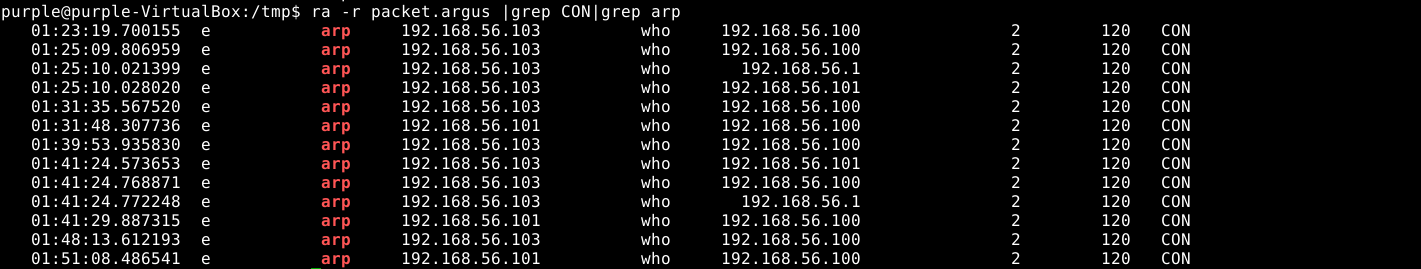 purple@purple-VirtualBox:/tmp$ ra -r packet.argus |grep CON|grep arp
01:23:19.700155 e arp 192.168.56.103 who 192.168.56.100 2 120 CON
01:25:09.806959 e arp 192.168.56.103 who 192.168.56.100 2 120 CON
01:25:10.021399 e arp 192.168.56.103 who 192.168.56.1 2 120 CON
01:25:10.028020 e arp 192.168.56.103 who 192.168.56.101 2 120 CON
01:31:35.567520 e arp 192.168.56.103 who 192.168.56.100 2 120 CON
01:31:48.307736 e arp 192.168.56.101 who 192.168.56.100 2 120 CON
01:39:53.935830 e arp 192.168.56.103 who 192.168.56.100 2 120 CON
01:41:24.573653 e arp 192.168.56.103 who 192.168.56.101 2 120 CON
01:41:24.768871 e arp 192.168.56.103 who 192.168.56.100 2 120 CON
01:41:24.772248 e arp 192.168.56.103 who 192.168.56.1 2 120 CON
01:41:29.887315 e arp 192.168.56.101 who 192.168.56.100 2 120 CON
01:48:13.612193 e arp 192.168.56.103 who 192.168.56.100 2 120 CON
01:51:08.486541 e arp 192.168.56.101 who 192.168.56.100 2 120 CON